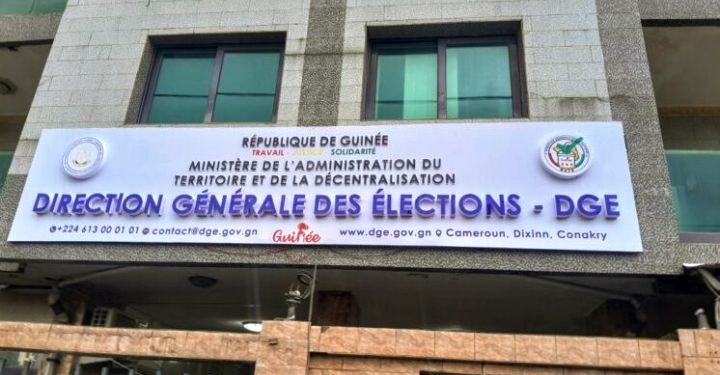 RÉPUBLIQUE DE GUINÉE
TRAVAIL - JUSTICE - SOLIDARITÉ
MINISTÈRE DE L'ADMINISTRATION DU
TERRITOIRE ET DE LA DÉCENTRALISATION
DIRECTION GÉNÉRALE DES ÉLECTIONS - DGE
+224 613 00 01 01 contact@dge.gov.gn Guinée www.dge.gov.gn Cameroun, Dixinn, Conakry